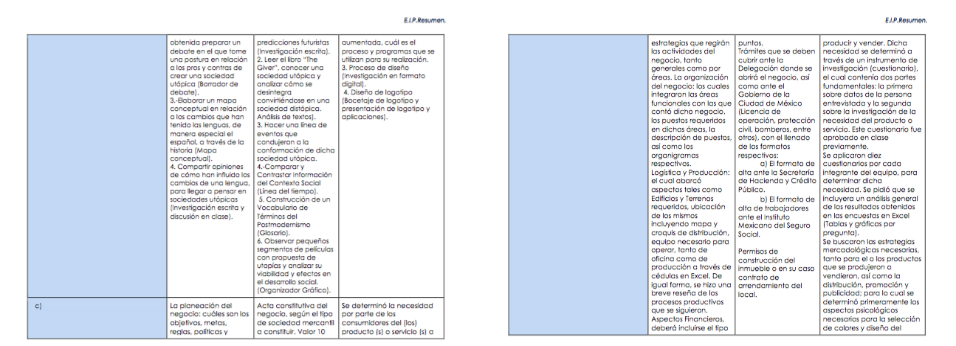 E.I.P.Resumen.
obtenida preparar un
debate en el que tome
una postura en relación
a los pros y contras de
crear una sociedad
utópica (Borrador de
debate).
3.-Elaborar un mapa
conceptual en relación
a los cambios que han
tenido las lenguas, de
manera especial el
español, a través de la
historia (Mapa
conceptual).
4. Compartir opiniones
de cómo han influido los
cambios de una lengua,
para llegar a pensar en
sociedades utópicas
(Investigación escrita y
discusión en clase).
predicciones futuristas
(Investigación escrita).
2. Leer el libro "The
Giver", conocer una
sociedad utópica y
analizar cómo se
desintegra
convirtiéndose en una
sociedad distópica.
Análisis de textos).
3. Hacer una línea de
eventos que
condujeron a la
conformación de dicha
sociedad utópica.
4.-Comparar y
Contrastar información
del Contexto Social
(Línea del tiempo).
5. Construcción de un
Vocabulario de
Términos del
Postmodernismo
(Glosario).
6. Observar pequeños
segmentos de películas
con propuesta de
utopías y analizar su
viabilidad y efectos en
el desarrollo social.
(Organizador Gráfico).
aumentada, cuál es el
proceso y programas que se
utilizan para su realización.
3. Proceso de diseño
(Investigación en formato
digital).
4. Diseño de logotipo
(Bocetaje de logotipo y
presentación de logotipo y
aplicaciones).
c)
La planeación del
negocio: cuáles son los
objetivos, metas,
reglas, políticas y
Acta constitutiva del
negocio, según el tipo
de sociedad mercantil
a constituir. Valor 10
Se determinó la necesidad
por parte de los
consumidores del (los)
producto (s) o servicio (s) a
E.I.P.Resumen.
estrategias que regirán
las actividades del
negocio, tanto
generales como por
áreas. La organización
del negocio: las cuales
integraron las áreas
funcionales con las que
contó dicho negocio,
los puestos requeridos
en dichas áreas, la
descripción de puestos,
así como los
organigramas
respectivos.
Logística y Producción:
el cual abarcó
aspectos tales como
Edificios y Terrenos
requeridos, ubicación
de los mismos
incluyendo mapa y
croquis de distribución,
equipo necesario para
operar, tanto de
oficina como de
producción a través de
cédulas en Excel. De
igual forma, se hizo una
breve reseña de los
procesos productivos
que se siguieron.
Aspectos Financieros.
deberá incluirse el tipo
puntos.
Trámites que se deben
cubrir ante la
Delegación donde se
abrirá el negocio, así
como ante el
Gobierno de la
Ciudad de México
(Licencia de
operación, protección
civil, bomberos, entre
otros), con el llenado
de los formatos
respectivos:
a) El formato de
alta ante la Secretaría
de Hacienda y Crédito
Público.
b) El formato de
alta de trabajadores
ante el Instituto
Mexicano del Seguro
Social.
Permisos de
construcción del
inmueble o en su caso
contrato de
arrendamiento del
local.
producir y vender. Dicha
necesidad se determinó a
través de un instrumento de
investigación (cuestionario),
el cual contenía dos partes
fundamentales: la primera
sobre datos de la persona
entrevistada y la segunda
sobre la investigación de la
necesidad del producto o
servicio. Este cuestionario fue
aprobado en clase
previamente.
Se aplicaron diez
cuestionarios por cada
integrante del equipo, para
determinar dicha
necesidad. Se pidió que se
incluyera un análisis general
de los resultados obtenidos
en las encuestas en Excel
(Tablas y gráficas por
pregunta).
Se buscaron las estrategias
mercadológicas necesarias,
tanto para el o los productos
que se produjeron o
vendieron, así como la
distribución, promoción y
publicidad; para lo cual se
determinó primeramente los
aspectos psicológicos
necesarios para la selección
de colores y diseño del